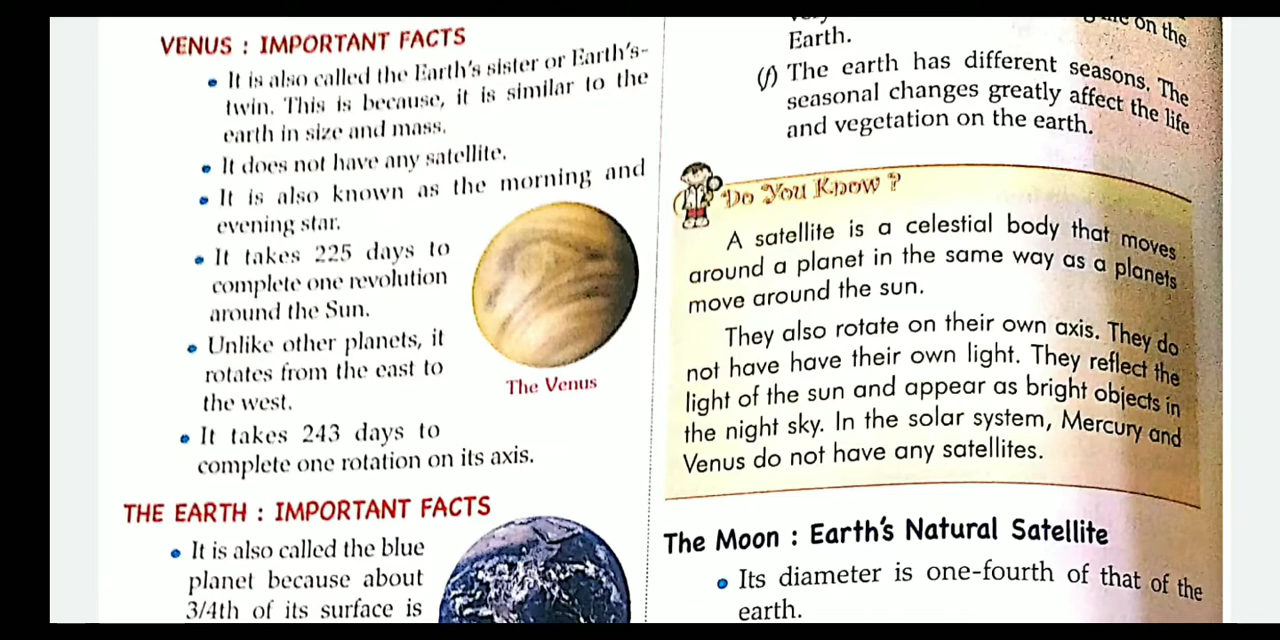 VENUS : IMPORTANT FACTS
• It is also called the Earth's sister or Earth's-
twin. This is because, it is similar to the
earth in size and mass.
• It does not have any satellite.
• It is also known as the morning and
evening star.
• It takes 225 days to
complete one revolution
around the Sun.
• Unlike other planets, it
rotates from the east to
the west.
• It takes 243 days to
complete one rotation on its axis.
The Venus
THE EARTH : IMPORTANT FACTS
• It is also called the blue
planet because about
3/4th of its surface is
on the
Earth.
(f) The earth has different seasons. The
seasonal changes greatly affect the life
and vegetation on the earth.
Do You Know ?
A satellite is a celestial body that moves
around a planet in the same way as a planets
move around the sun.
They also rotate on their own axis. They do
not have have their own light. They reflect the
light of the sun and appear as bright objects in
the night sky. In the solar system, Mercury and
Venus do not have any satellites.
The Moon : Earth's Natural Satellite
• Its diameter is one-fourth of that of the
earth.